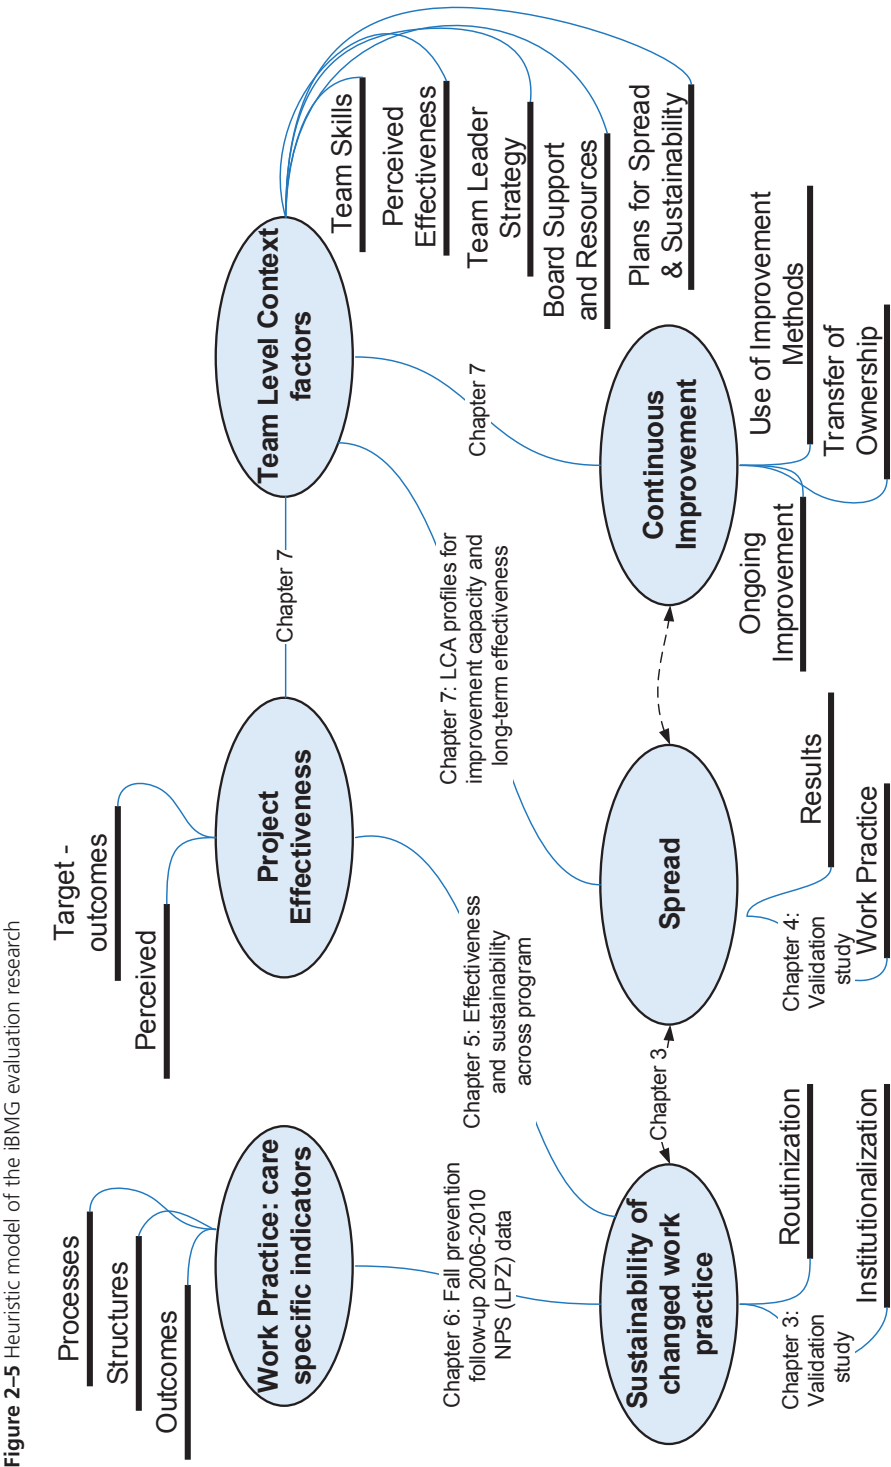 Figure 2–5 Heuristic model of the iBMG evaluation research
Processes
Structures
Outcomes
Work Practice: care
specific indicators
Target -
outcomes
Perceived
Project
Effectiveness
Chapter 7
Team Level Context
factors
Team Skills
Perceived
Effectiveness
Team Leader
Strategy
Board Support
and Resources
Plans for Spread
& Sustainability
Chapter 6: Fall prevention
follow-up 2006-2010
NPS (LPZ) data
Chapter 5: Effectiveness
and sustainability
across program
Chapter 7: LCA profiles for
improvement capacity and
long-term effectiveness
Chapter 7
Sustainability of
changed work
practice
Chapter 3
Spread
Continuous
Improvement
Chapter 3:
Validation
study
Routinization
Institutionalization
Chapter 4:
Validation
study
Results
Work Practice
Ongoing
Improvement
Use of Improvement
Methods
Transfer of
Ownership